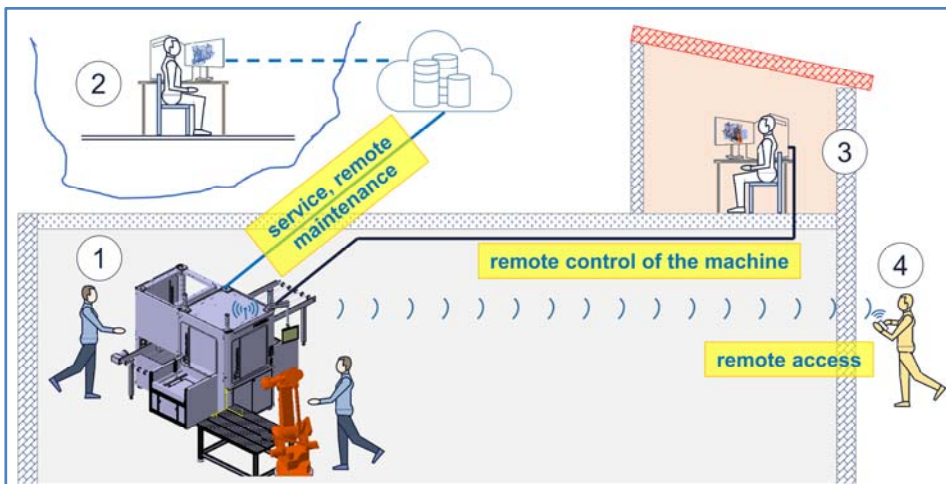 2
3
service, remote
maintenance
1
remote control of the machine
4
remote access